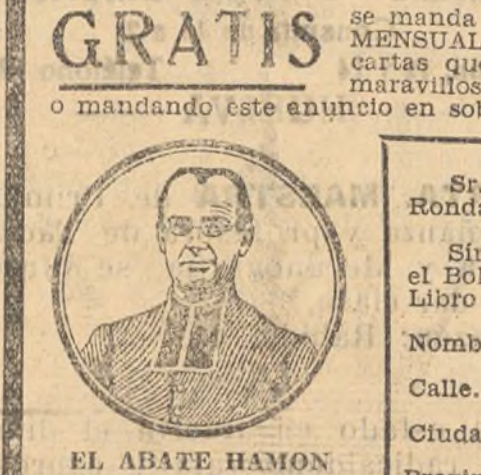 GRATIS
se manda
MENSUAL
cartas que
maravillos
o mandando este anuncio en sob
Sra
Ronda
Sír
el Bol
Libro
Nomb
Calle.
Ciuda
EL ABATE HAMON